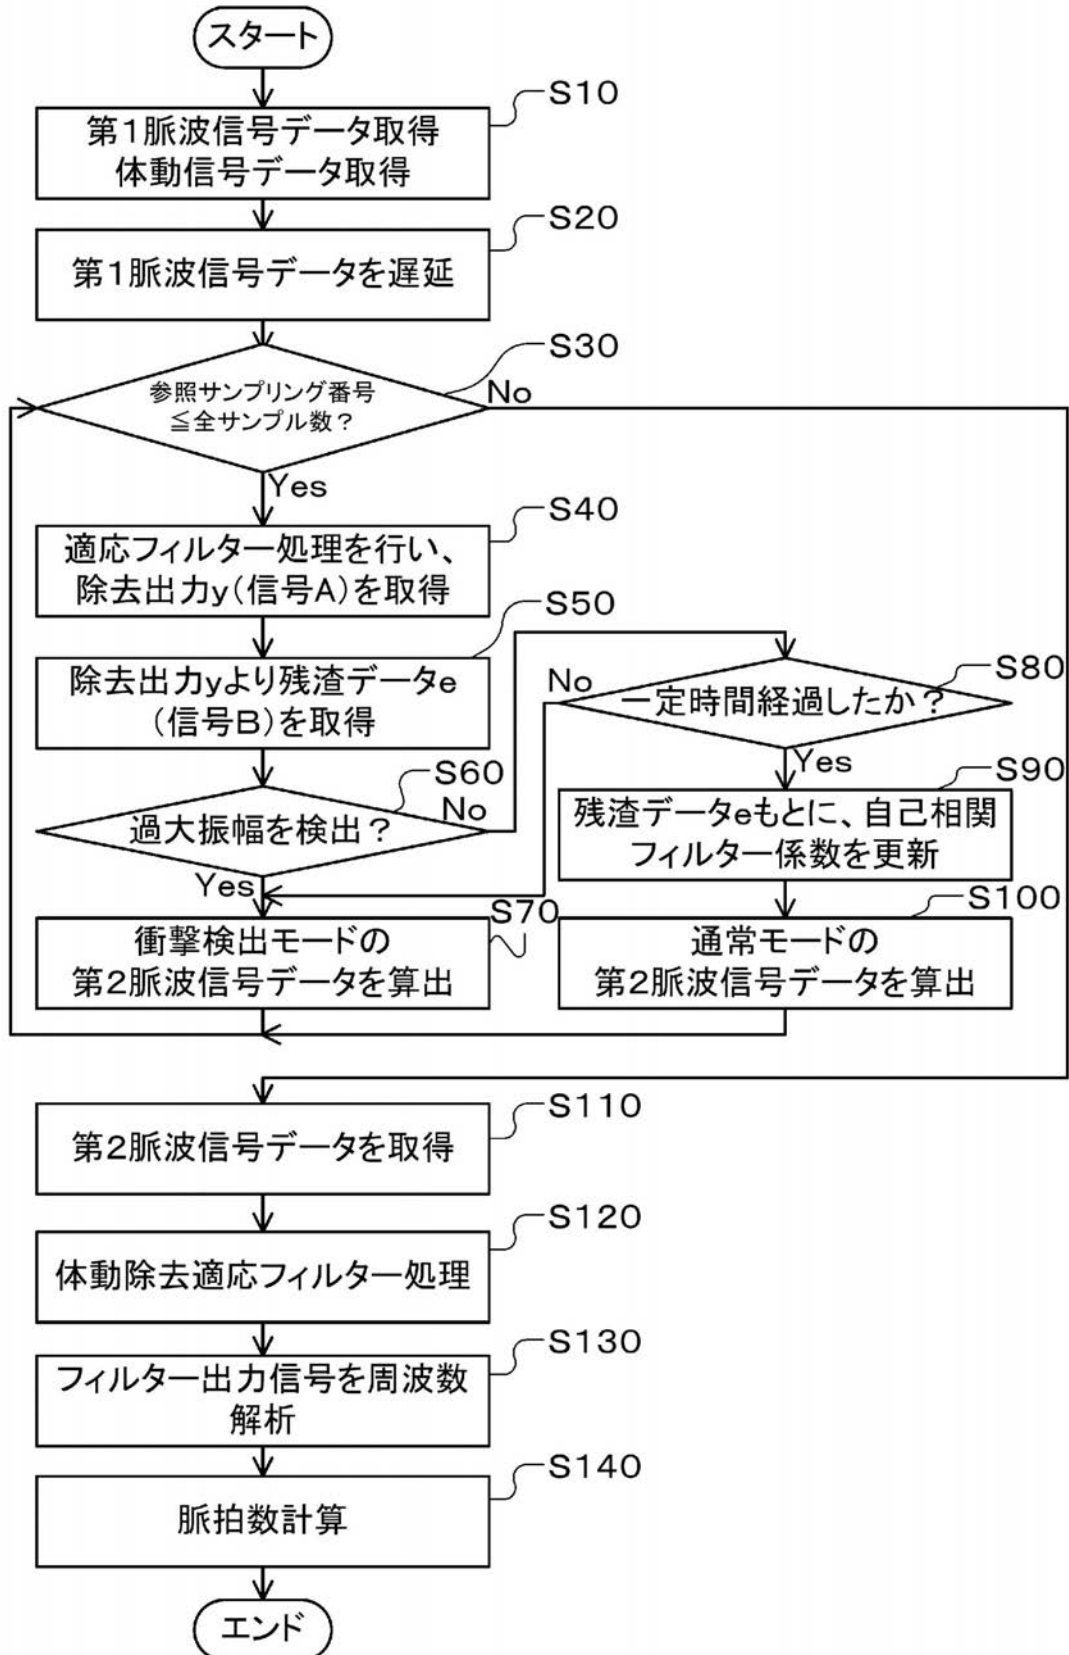 スタート
S10
第1脈波信号データ取得
体動信号データ取得
S20
第1脈波信号データを遅延
S30
参照サンプリング番号
≦全サンプル数？
No
Yes
S40
適応フィルター処理を行い、
除去出力y（信号A）を取得
S50
除去出力yより残渣データe
（信号B）を取得
S60
過大振幅を検出？
No
Yes
S70
衝撃検出モードの
第2脈波信号データを算出
S80
一定時間経過したか？
No
Yes
S90
残渣データeもとに、自己相関
フィルター係数を更新
S100
通常モードの
第2脈波信号データを算出
S110
第2脈波信号データを取得
S120
体動除去適応フィルター処理
S130
フィルター出力信号を周波数
解析
S140
脈拍数計算
エンド